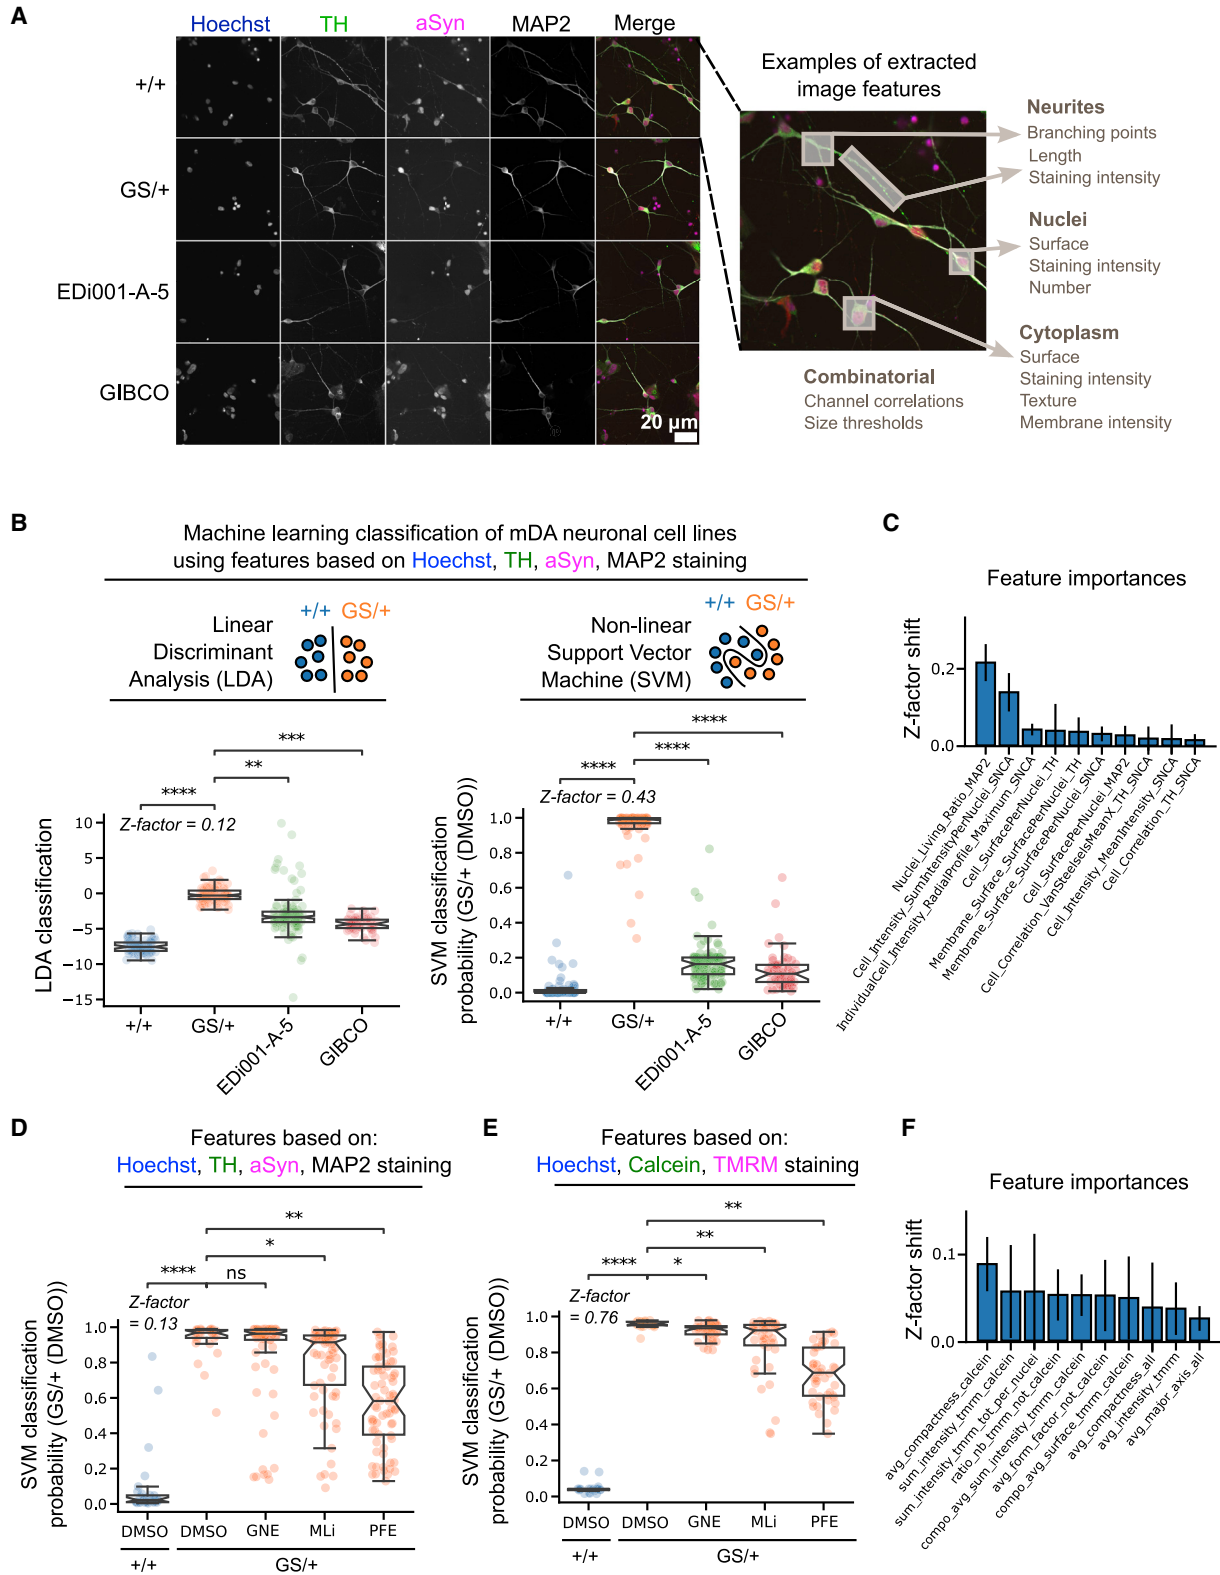 A
Hoechst
TH
aSyn
MAP2
Merge
+/+
GS/+
EDi001-A-5
GIBCO
20 µm
Examples of extracted
image features
Neurites
Branching points
Length
Staining intensity
Nuclei
Surface
Staining intensity
Number
Cytoplasm
Surface
Staining intensity
Texture
Membrane intensity
Combinatorial
Channel correlations
Size thresholds
B
Machine learning classification of mDA neuronal cell lines
using features based on Hoechst, TH, aSyn, MAP2 staining
Linear
Discriminant
Analysis (LDA)
+/+ GS/+
Non-linear
Support Vector
Machine (SVM)
+/+ GS/+
***
**
****
Z-factor = 0.12
LDA classification
10
5
0
−5
−10
−15
+/+
GS/+
EDi001-A-5
GIBCO
****
****
****
Z-factor = 0.43
SVM classification
probability (GS/+ (DMSO))
1.0
0.8
0.6
0.4
0.2
0.0
+/+
GS/+
EDi001-A-5
GIBCO
C
Feature importances
Z-factor shift
0.2
0.0
Nuclei_Living_Ratio_MAP2
Cell_Intensity_SumIntensityPerNuclei_SNCA
IndividualCell_Intensity_RadialProfile_Maximum_SNCA
Cell_SurfacePerNuclei_TH
Membrane_Surface_SurfacePerNuclei_TH
Membrane_Surface_SurfacePerNuclei_SNCA
Cell_SurfacePerNuclei_MAP2
Cell_Correlation_VanSteelselsMeanX_TH_SNCA
Cell_Intensity_MeanIntensity_SNCA
Cell_Correlation_TH_SNCA
D
Features based on:
Hoechst, TH, aSyn, MAP2 staining
**
*
**** ns
Z-factor
= 0.13
SVM classification
probability (GS/+ (DMSO))
1.0
0.8
0.6
0.4
0.2
0.0
DMSO DMSO GNE MLi PFE
+/+ GS/+
E
Features based on:
Hoechst, Calcein, TMRM staining
**
**
**** *
Z-factor
= 0.76
SVM classification
probability (GS/+ (DMSO))
1.0
0.8
0.6
0.4
0.2
0.0
DMSO DMSO GNE MLi PFE
+/+ GS/+
F
Feature importances
Z-factor shift
0.1
0.0
avg_compactness_calcein
sum_intensity_tmrm_calcein
sum_intensity_tmrm_tot_per_nuclei
ratio_nb_tmrm_not_calcein
compo_avg_sum_intensity_tmrm_calcein
avg_form_factor_not_calcein
compo_avg_surface_tmrm_calcein
avg_compactness_all
avg_intensity_tmrm
avg_major_axis_all